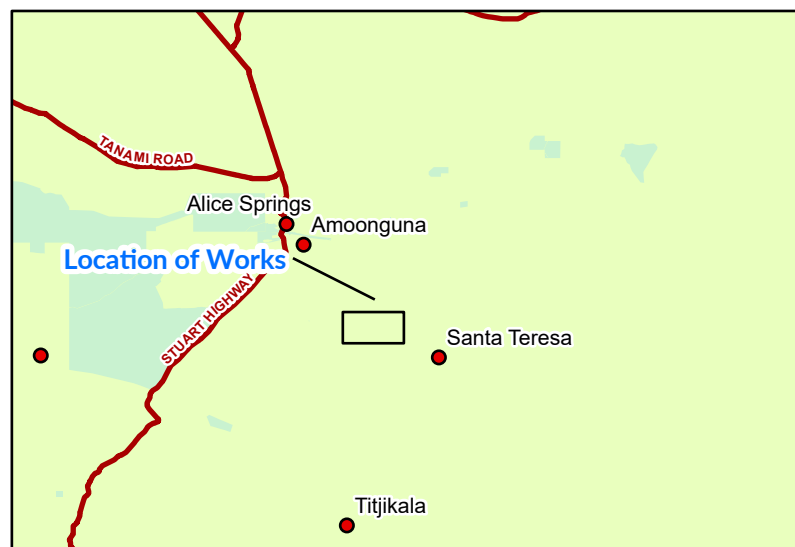 TANAMI ROAD
Alice Springs
Amoonguna
Location of Works
STUART HIGHWAY
Santa Teresa
Titjikala